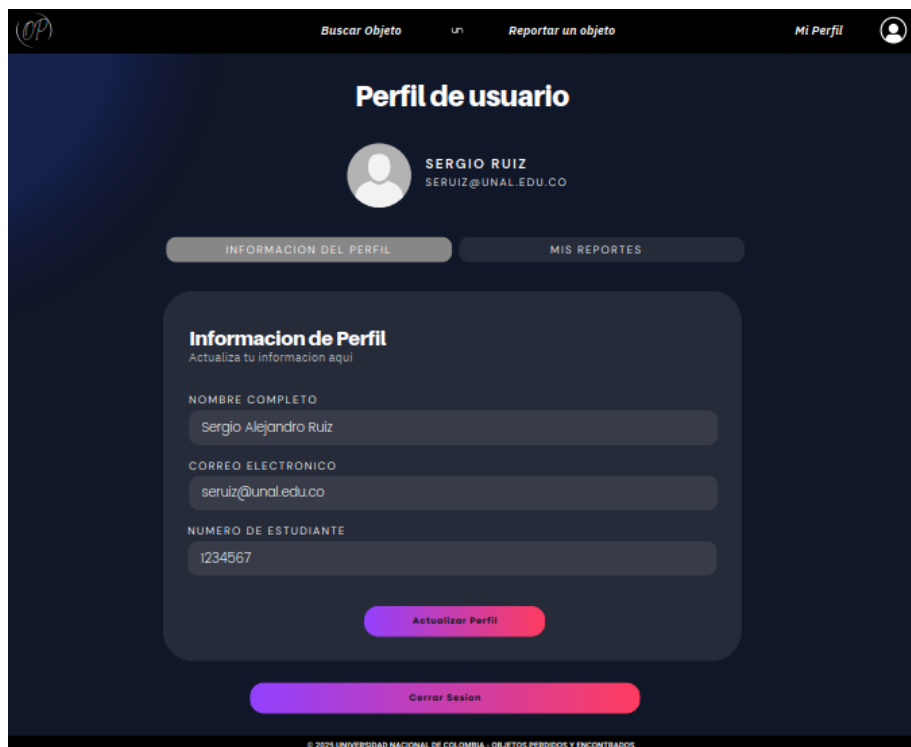 OP
Buscar Objeto un Reportar un objeto Mi Perfil
Perfil de usuario
SERGIO RUIZ
SERUIZ@UNAL.EDU.CO
INFORMACION DEL PERFIL MIS REPORTES
Informacion de Perfil
Actualiza tu informacion aqui
NOMBRE COMPLETO
Sergio Alejandro Ruiz
CORREO ELECTRONICO
seruiz@unal.edu.co
NUMERO DE ESTUDIANTE
1234567
Actualizar Perfil
Cerrar Sesion
© 2025 UNIVERSIDAD NACIONAL DE COLOMBIA - OBJETOS PERDIDOS Y ENCONTRADOS